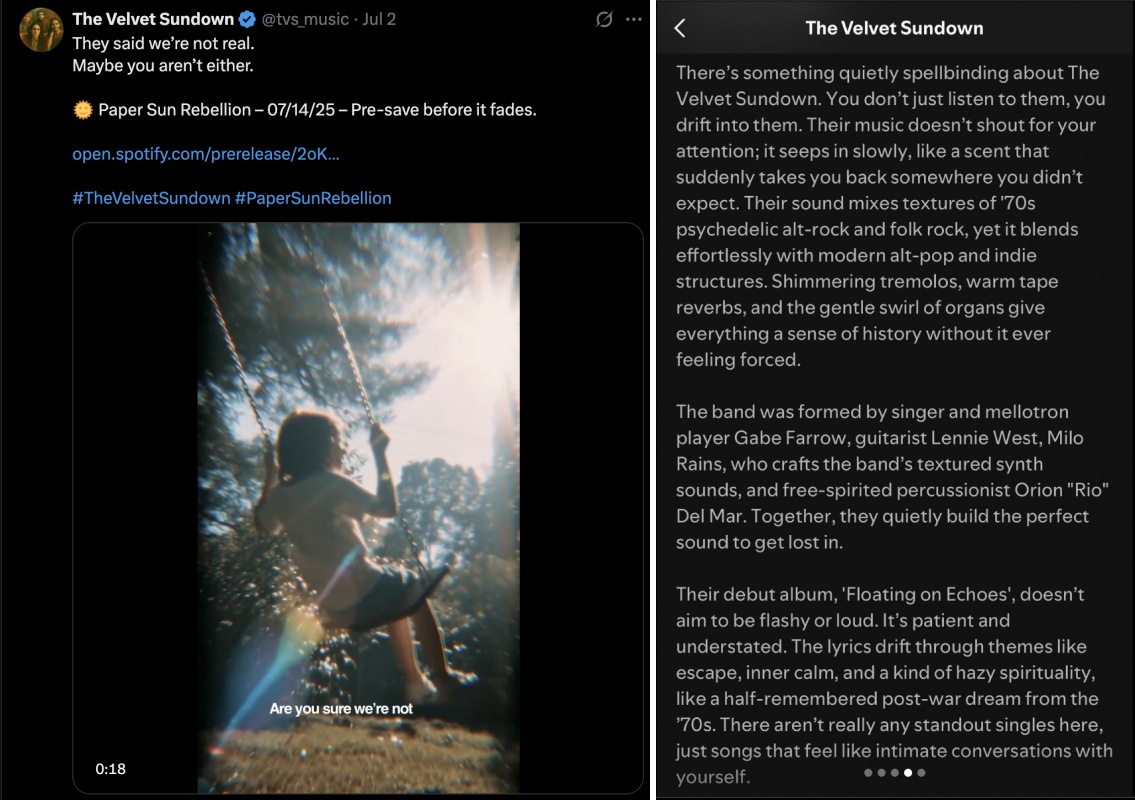 The Velvet Sundown @tvs_music · Jul 2
They said we’re not real.
Maybe you aren’t either.
🌞 Paper Sun Rebellion – 07/14/25 – Pre-save before it fades.
open.spotify.com/prerelease/2oK...
#TheVelvetSundown #PaperSunRebellion
Are you sure we’re not
0:18
The Velvet Sundown
There’s something quietly spellbinding about The
Velvet Sundown. You don’t just listen to them, you
drift into them. Their music doesn’t shout for your
attention; it seeps in slowly, like a scent that
suddenly takes you back somewhere you didn’t
expect. Their sound mixes textures of '70s
psychedelic alt-rock and folk rock, yet it blends
effortlessly with modern alt-pop and indie
structures. Shimmering tremolos, warm tape
reverbs, and the gentle swirl of organs give
everything a sense of history without it ever
feeling forced.
The band was formed by singer and mellotron
player Gabe Farrow, guitarist Lennie West, Milo
Rains, who crafts the band’s textured synth
sounds, and free-spirited percussionist Orion "Rio"
Del Mar. Together, they quietly build the perfect
sound to get lost in.
Their debut album, 'Floating on Echoes', doesn’t
aim to be flashy or loud. It’s patient and
understated. The lyrics drift through themes like
escape, inner calm, and a kind of hazy spirituality,
like a half-remembered post-war dream from the
’70s. There aren’t really any standout singles here,
just songs that feel like intimate conversations with
yourself.